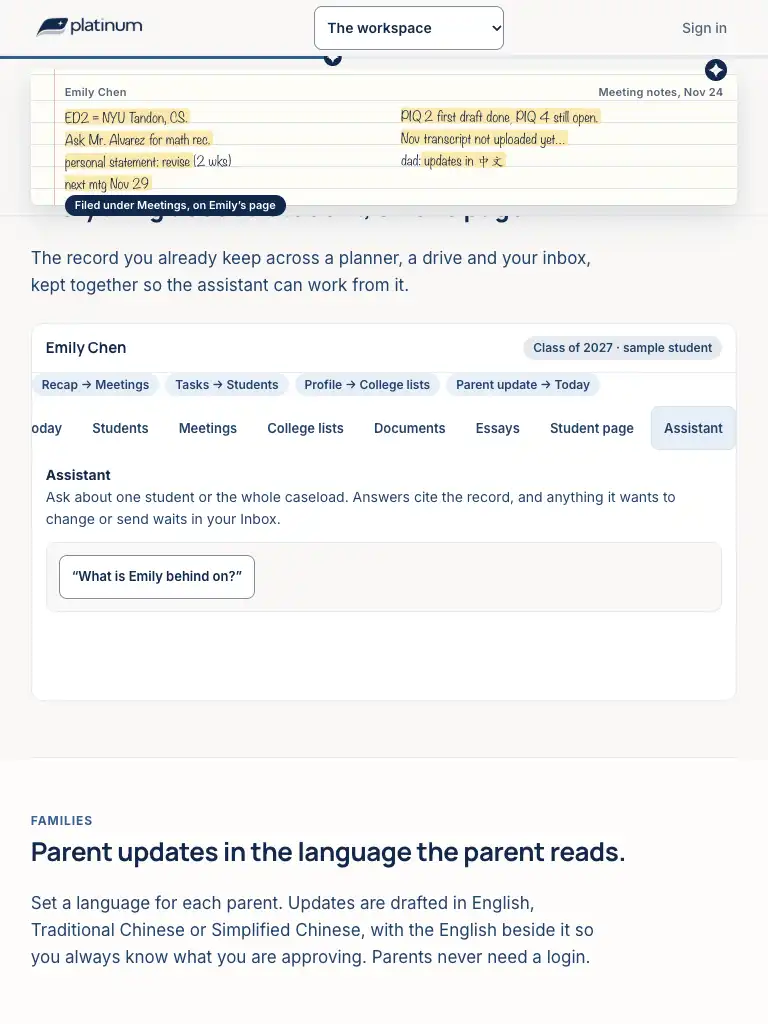 platinum
The workspace
Sign in
Emily Chen
Meeting notes, Nov 24
ED2 = NYU Tandon, CS.
Ask Mr. Alvarez for math rec.
personal statement: revise (2 wks)
next mtg Nov 29
PIQ 2 first draft done, PIQ 4 still open.
Nov transcript not uploaded yet...
dad: updates in 中文
Filed under Meetings, on Emily's page
The record you already keep across a planner, a drive and your inbox,
kept together so the assistant can work from it.
Emily Chen
Class of 2027 · sample student
Recap → Meetings
Tasks → Students
Profile → College lists
Parent update → Today
oday
Students
Meetings
College lists
Documents
Essays
Student page
Assistant
Assistant
Ask about one student or the whole caseload. Answers cite the record, and anything it wants to
change or send waits in your Inbox.
“What is Emily behind on?”
FAMILIES
Parent updates in the language the parent reads.
Set a language for each parent. Updates are drafted in English,
Traditional Chinese or Simplified Chinese, with the English beside it so
you always know what you are approving. Parents never need a login.